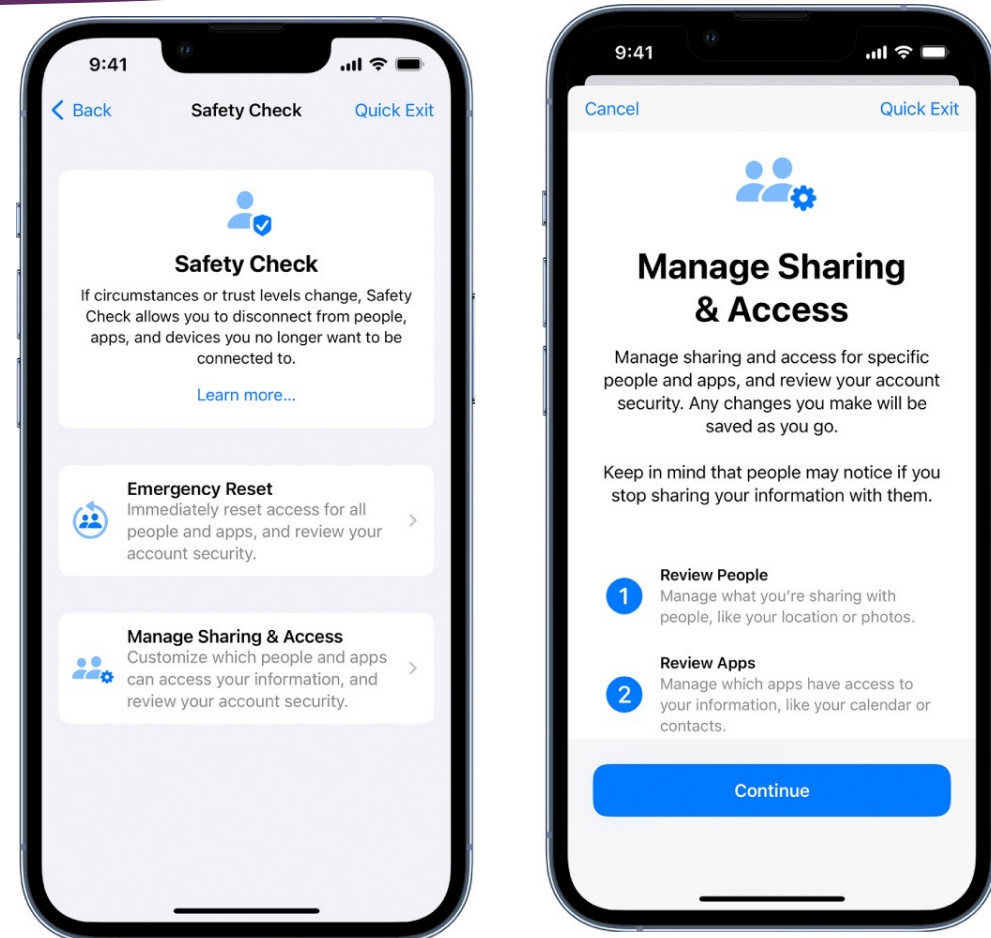 9:41
Back
Safety Check
Quick Exit
Safety Check
If circumstances or trust levels change, Safety
Check allows you to disconnect from people,
apps, and devices you no longer want to be
connected to.
Learn more...
Emergency Reset
Immediately reset access for all
people and apps, and review your
account security.
Manage Sharing & Access
Customize which people and apps
can access your information, and
review your account security.
9:41
Cancel
Quick Exit
Manage Sharing
& Access
Manage sharing and access for specific
people and apps, and review your account
security. Any changes you make will be
saved as you go.
Keep in mind that people may notice if you
stop sharing your information with them.
1
Review People
Manage what you're sharing with
people, like your location or photos.
2
Review Apps
Manage which apps have access to
your information, like your calendar or
contacts.
Continue